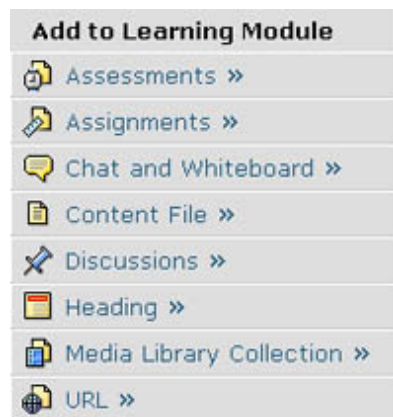 Add to Learning Module
Assessments »
Assignments »
Chat and Whiteboard »
Content File »
Discussions »
Heading »
Media Library Collection »
URL »